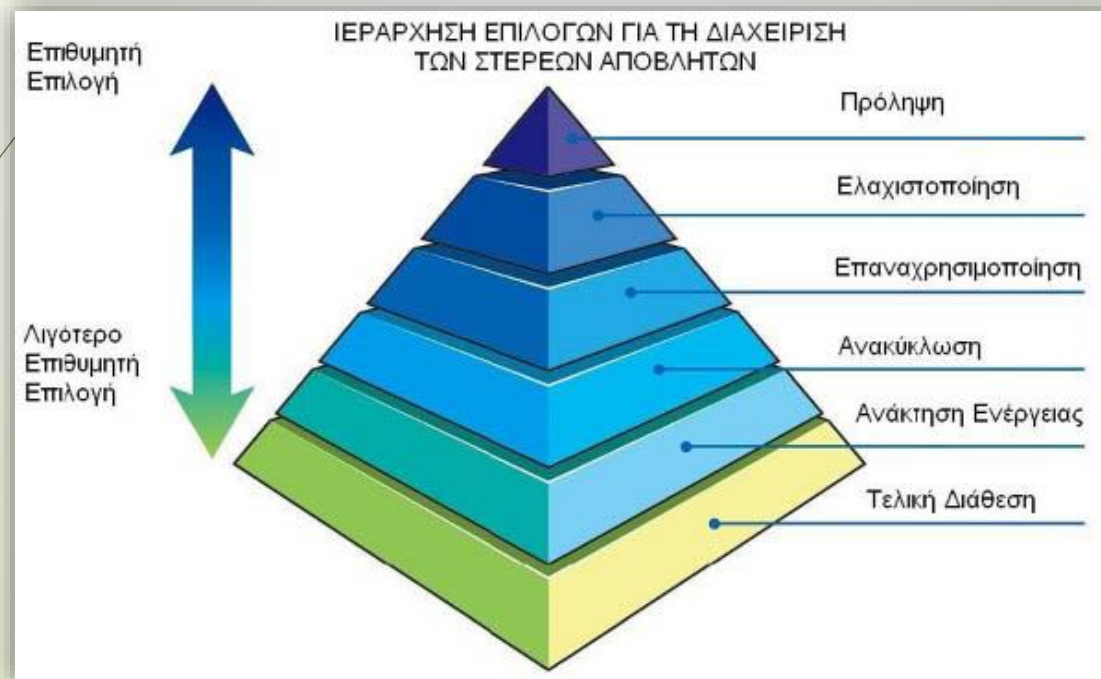 ΙΕΡΑΡΧΗΣΗ ΕΠΙΛΟΓΩΝ ΓΙΑ ΤΗ ΔΙΑΧΕΙΡΙΣΗ
ΤΩΝ ΣΤΕΡΕΩΝ ΑΠΟΒΛΗΤΩΝ
Επιθυμητή
Επιλογή
Λιγότερο
Επιθυμητή
Επιλογή
Πρόληψη
Ελαχιστοποίηση
Επαναχρησιμοποίηση
Ανακύκλωση
Ανάκτηση Ενέργειας
Τελική Διάθεση